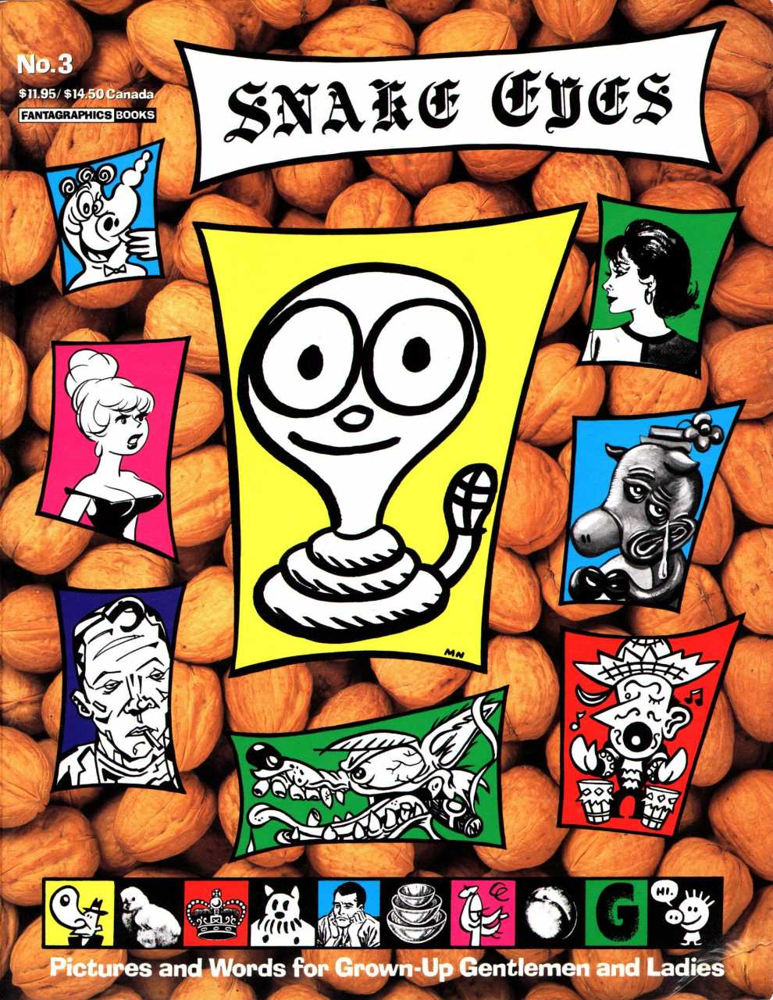 No.3
$11.95/ $14.50 Canada
FANTAGRAPHICS BOOKS
SNAKE EYES
MN
G
HI.
Pictures and Words for Grown-Up Gentlemen and Ladies